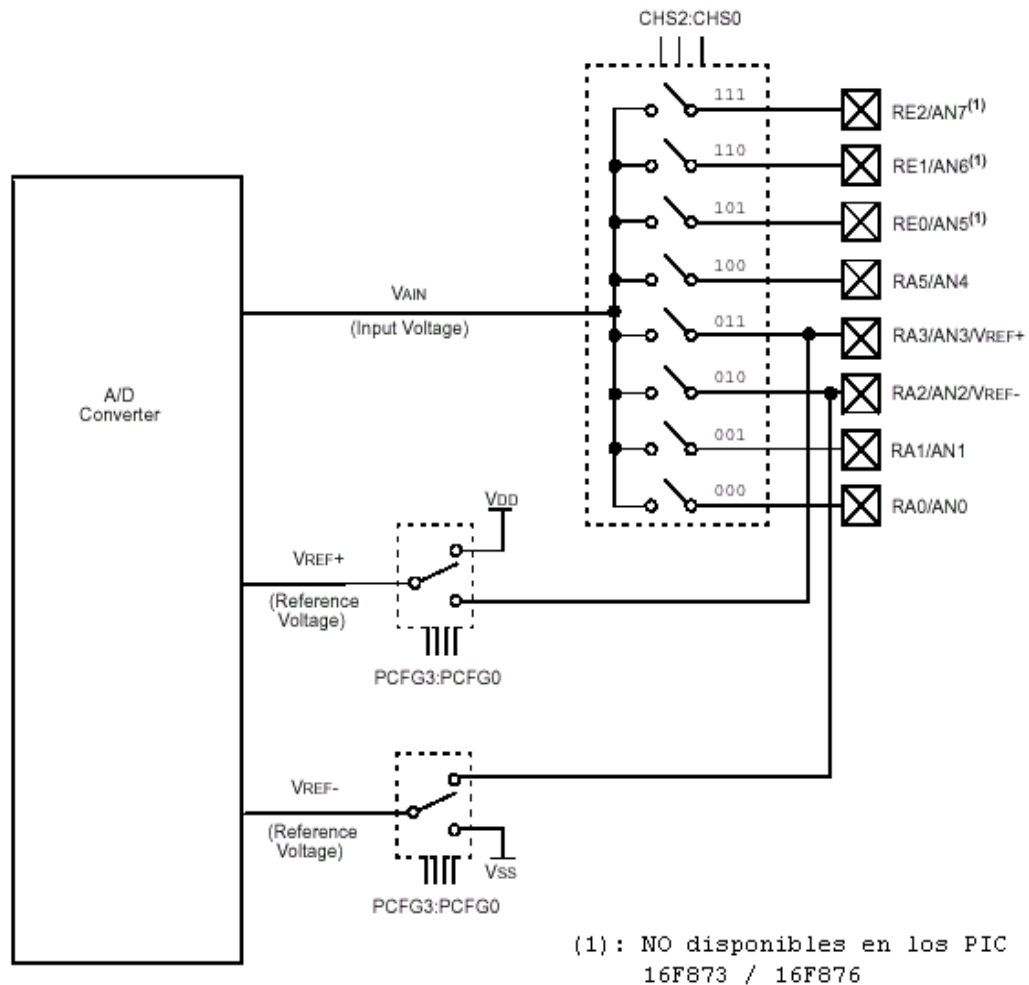 CHS2:CHS0
111
RE2/AN7(1)
110
RE1/AN6(1)
101
RE0/AN5(1)
100
RA5/AN4
VAIN
(Input Voltage)
011
RA3/AN3/VREF+
010
RA2/AN2/VREF-
A/D
Converter
001
RA1/AN1
000
RA0/AN0
VDD
VREF+
(Reference
Voltage)
PCFG3:PCFG0
VREF-
(Reference
Voltage)
VSS
PCFG3:PCFG0
(1): NO disponibles en los PIC
16F873 / 16F876